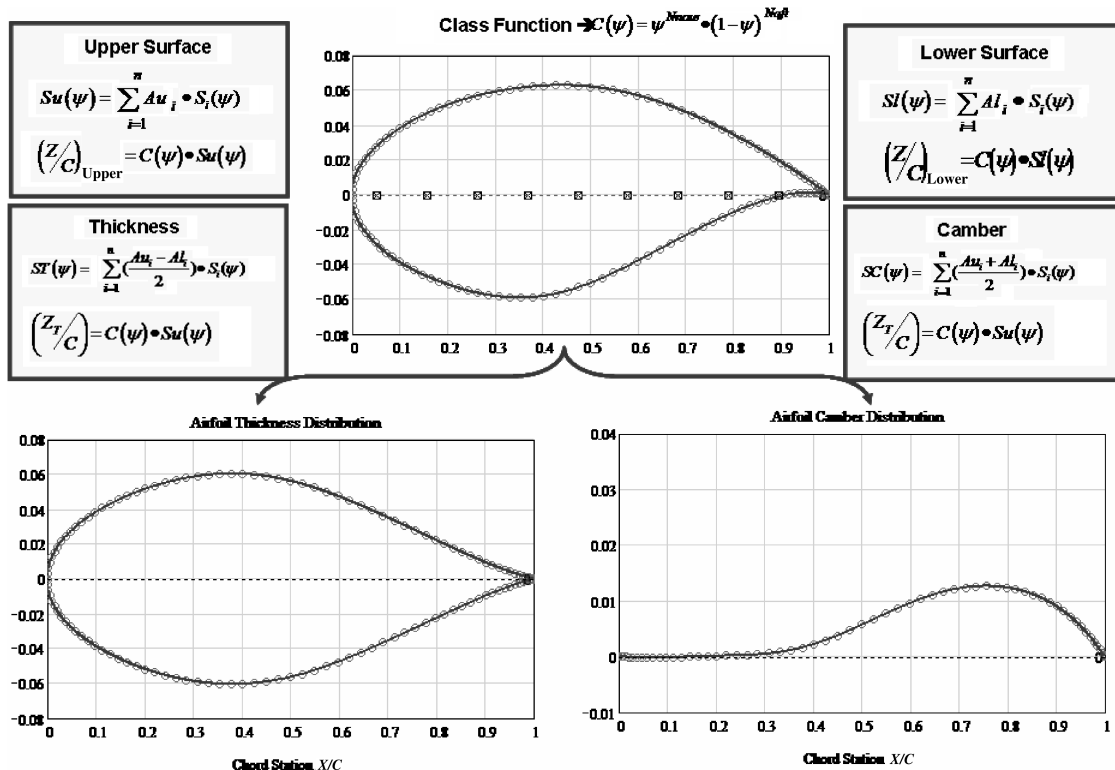 Class Function ➔ C(ψ) = ψ^Nnous • (1−ψ)^Naft
Upper Surface
Su(ψ) = ∑_{i=1}^{n} Au_i • S_i(ψ)
(Z/C)_Upper = C(ψ) • Su(ψ)
Thickness
ST(ψ) = ∑_{i=1}^{n} ((Au_i − Al_i)/2) • S_i(ψ)
(Z_T/C) = C(ψ) • Su(ψ)
0.08
0.06
0.04
0.02
0
−0.02
−0.04
−0.06
−0.08
0 0.1 0.2 0.3 0.4 0.5 0.6 0.7 0.8 0.9 1
Lower Surface
Sl(ψ) = ∑_{i=1}^{n} Al_i • S_i(ψ)
(Z/C)_Lower = C(ψ) • Sl(ψ)
Camber
SC(ψ) = ∑_{i=1}^{n} ((Au_i + Al_i)/2) • S_i(ψ)
(Z_T/C) = C(ψ) • Su(ψ)
Airfoil Thickness Distribution
0.08
0.06
0.04
0.02
0
−0.02
−0.04
−0.06
−0.08
0 0.1 0.2 0.3 0.4 0.5 0.6 0.7 0.8 0.9 1
Chord Station X/C
Airfoil Camber Distribution
0.04
0.03
0.02
0.01
0
−0.01
0 0.1 0.2 0.3 0.4 0.5 0.6 0.7 0.8 0.9 1
Chord Station X/C